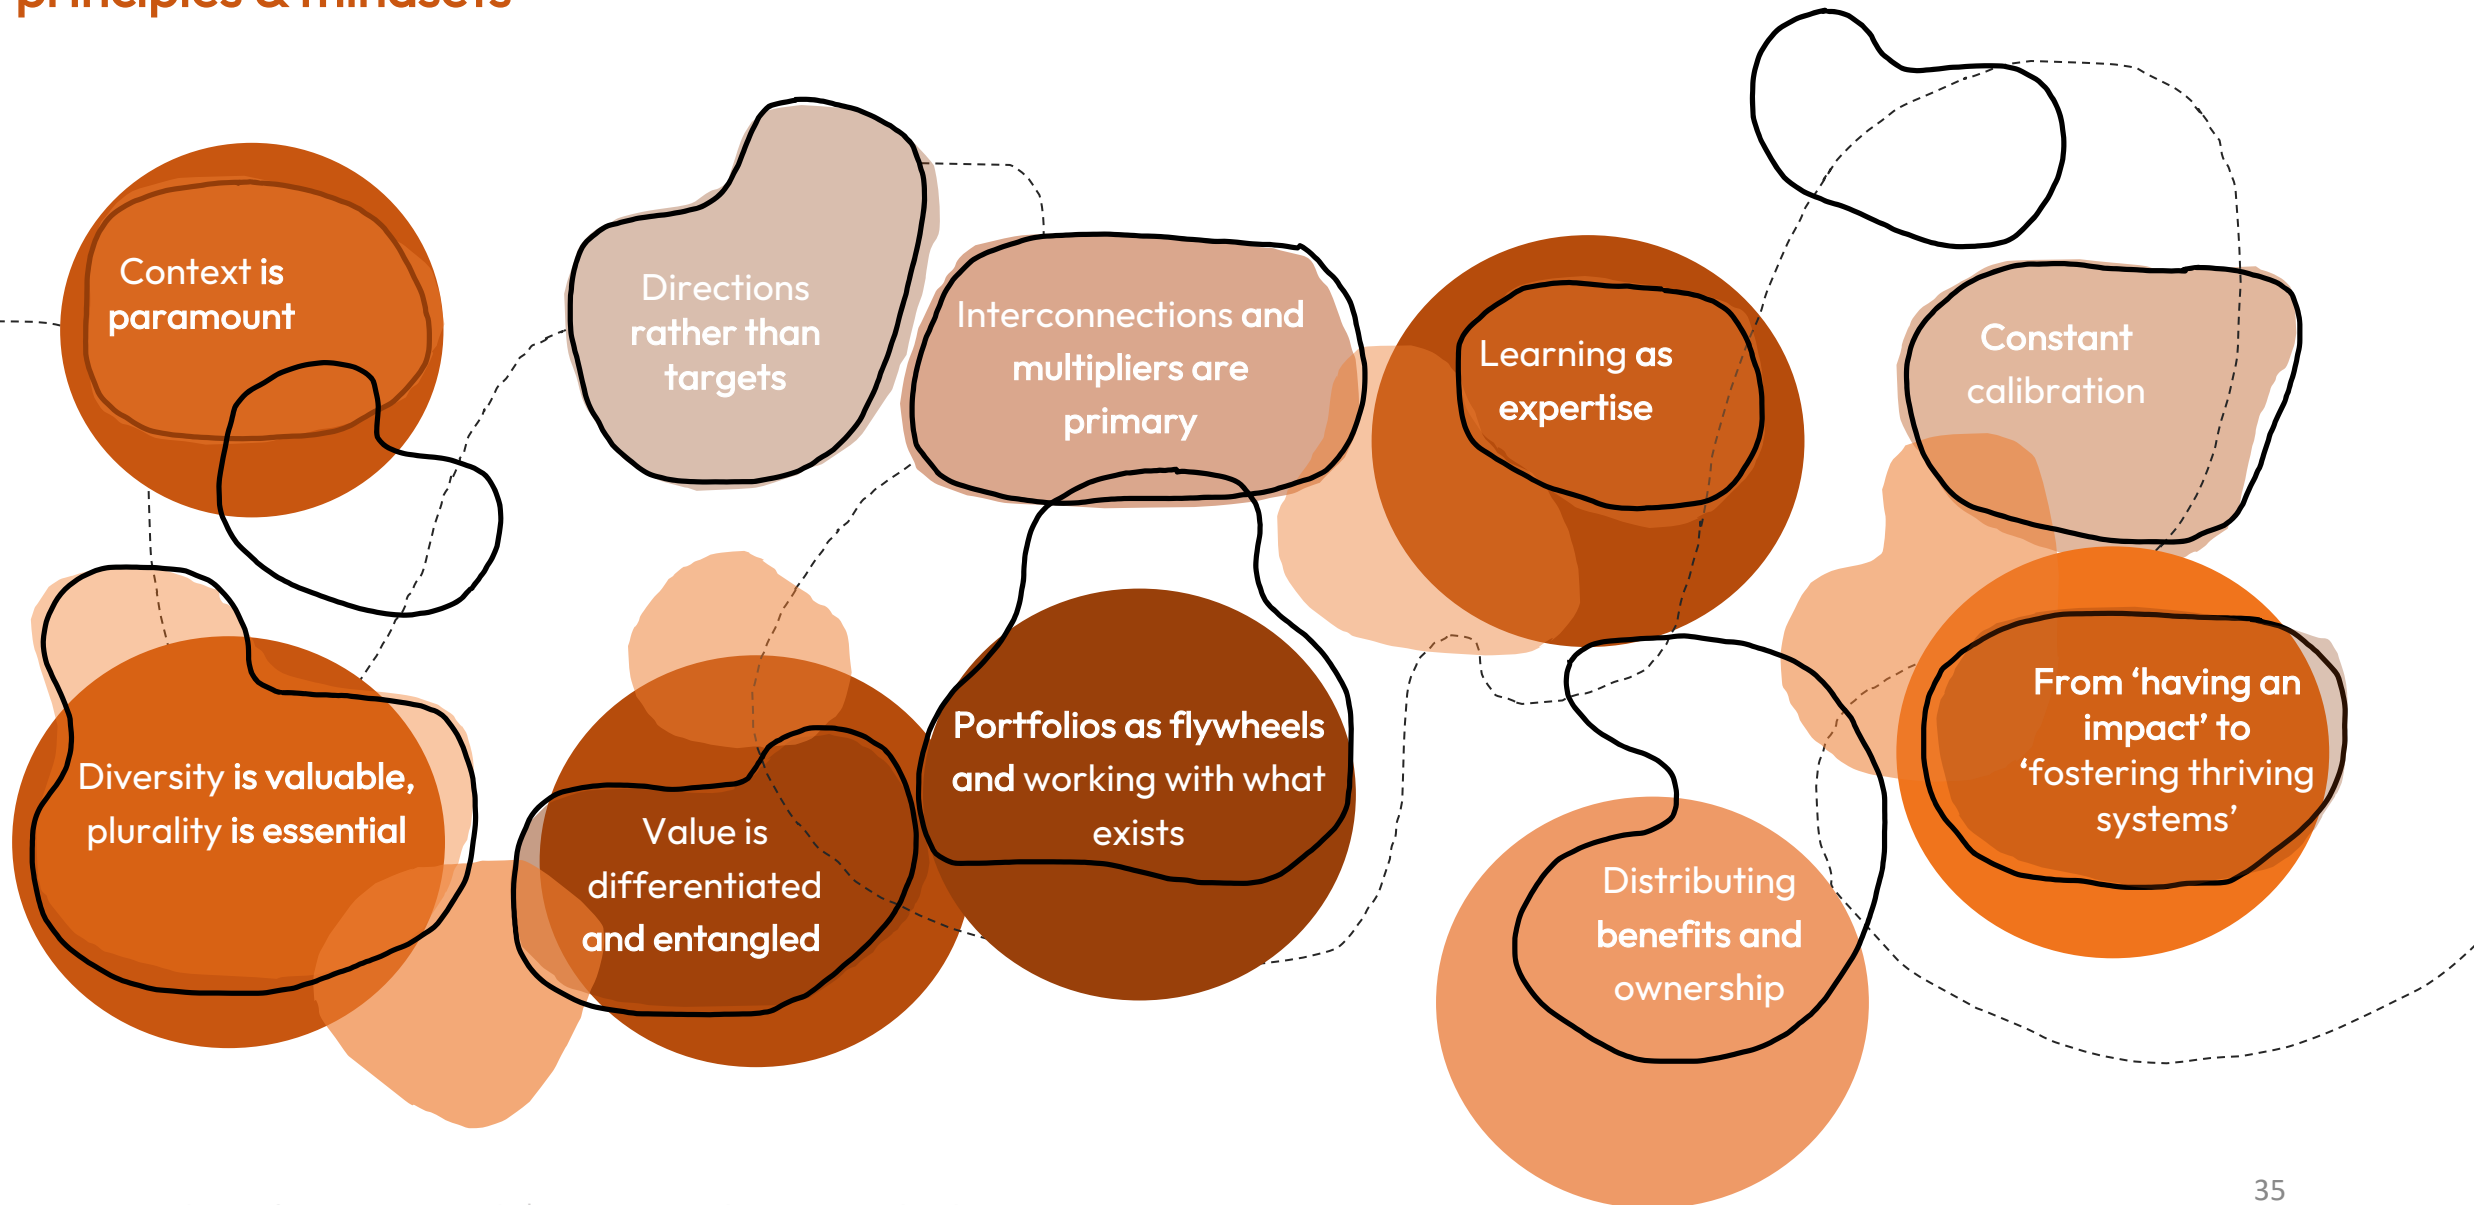 principles & mindsets
Context is
paramount
Directions
rather than
targets
Interconnections and
multipliers are
primary
Learning as
expertise
Constant
calibration
Diversity is valuable,
plurality is essential
Value is
differentiated
and entangled
Portfolios as flywheels
and working with what
exists
Distributing
benefits and
ownership
From ‘having an
impact’ to
‘fostering thriving
systems’
35